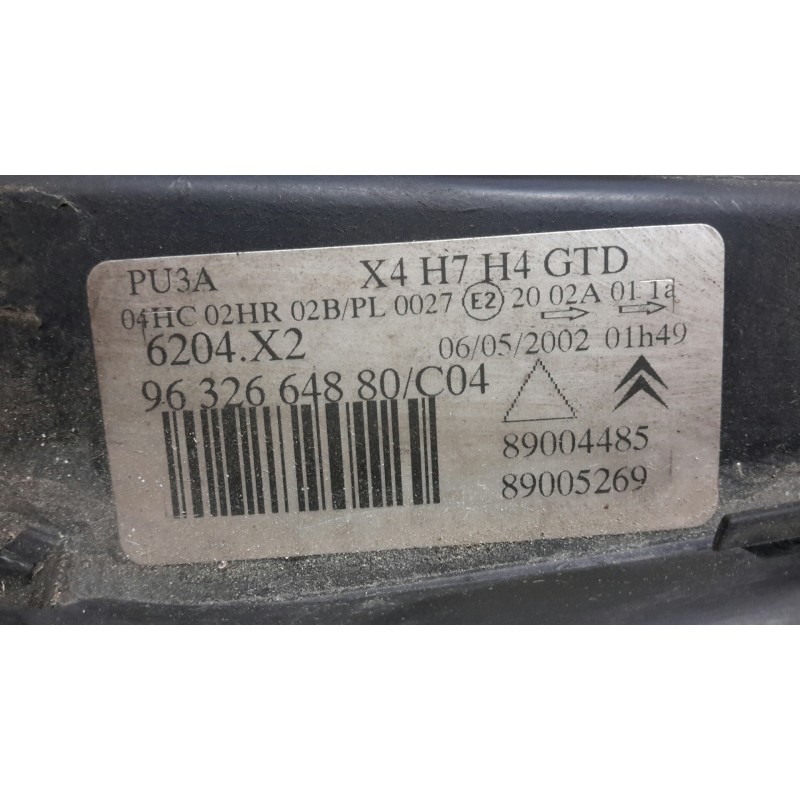 PU3A X4 H7 H4 GTD
04HC 02HR 02B/PL 0027 E2 20 02A 01 1a
6204.X2 06/05/2002 01h49
96 326 648 80/C04
89004485
89005269